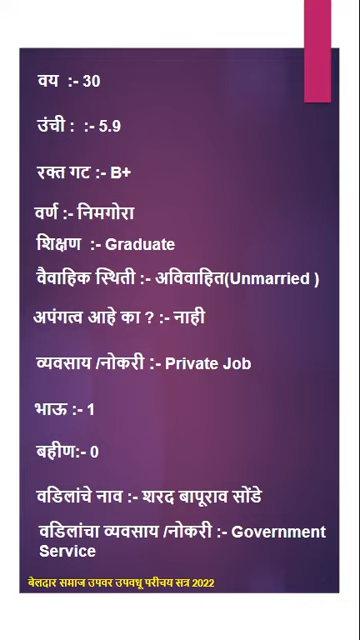 वय :- 30
उंची : :- 5.9
रक्त गट :- B+
वर्ण :- निमगोरा
शिक्षण :- Graduate
वैवाहिक स्थिती :- अविवाहित(Unmarried )
अपंगत्व आहे का ? :- नाही
व्यवसाय /नोकरी :- Private Job
भाऊ :- 1
बहीण:- 0
वडिलांचे नाव :- शरद बापूराव सोंडे
वडिलांचा व्यवसाय /नोकरी :- Government
Service
बेलदार समाज उपवर उपवधू परीचय सत्र 2022